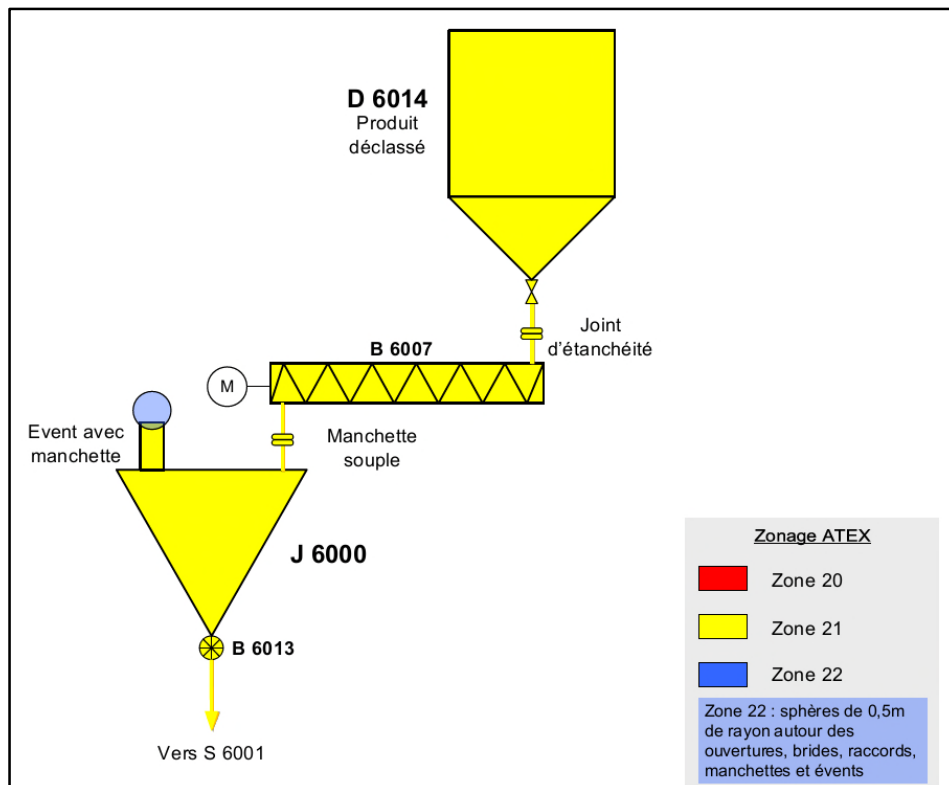 D 6014
Produit
déclassé
Joint
d'étanchéité
B 6007
M
Event avec
manchette
Manchette
souple
J 6000
B 6013
Vers S 6001
Zonage ATEX
Zone 20
Zone 21
Zone 22
Zone 22 : sphères de 0,5m
de rayon autour des
ouvertures, brides, raccords,
manchettes et évents